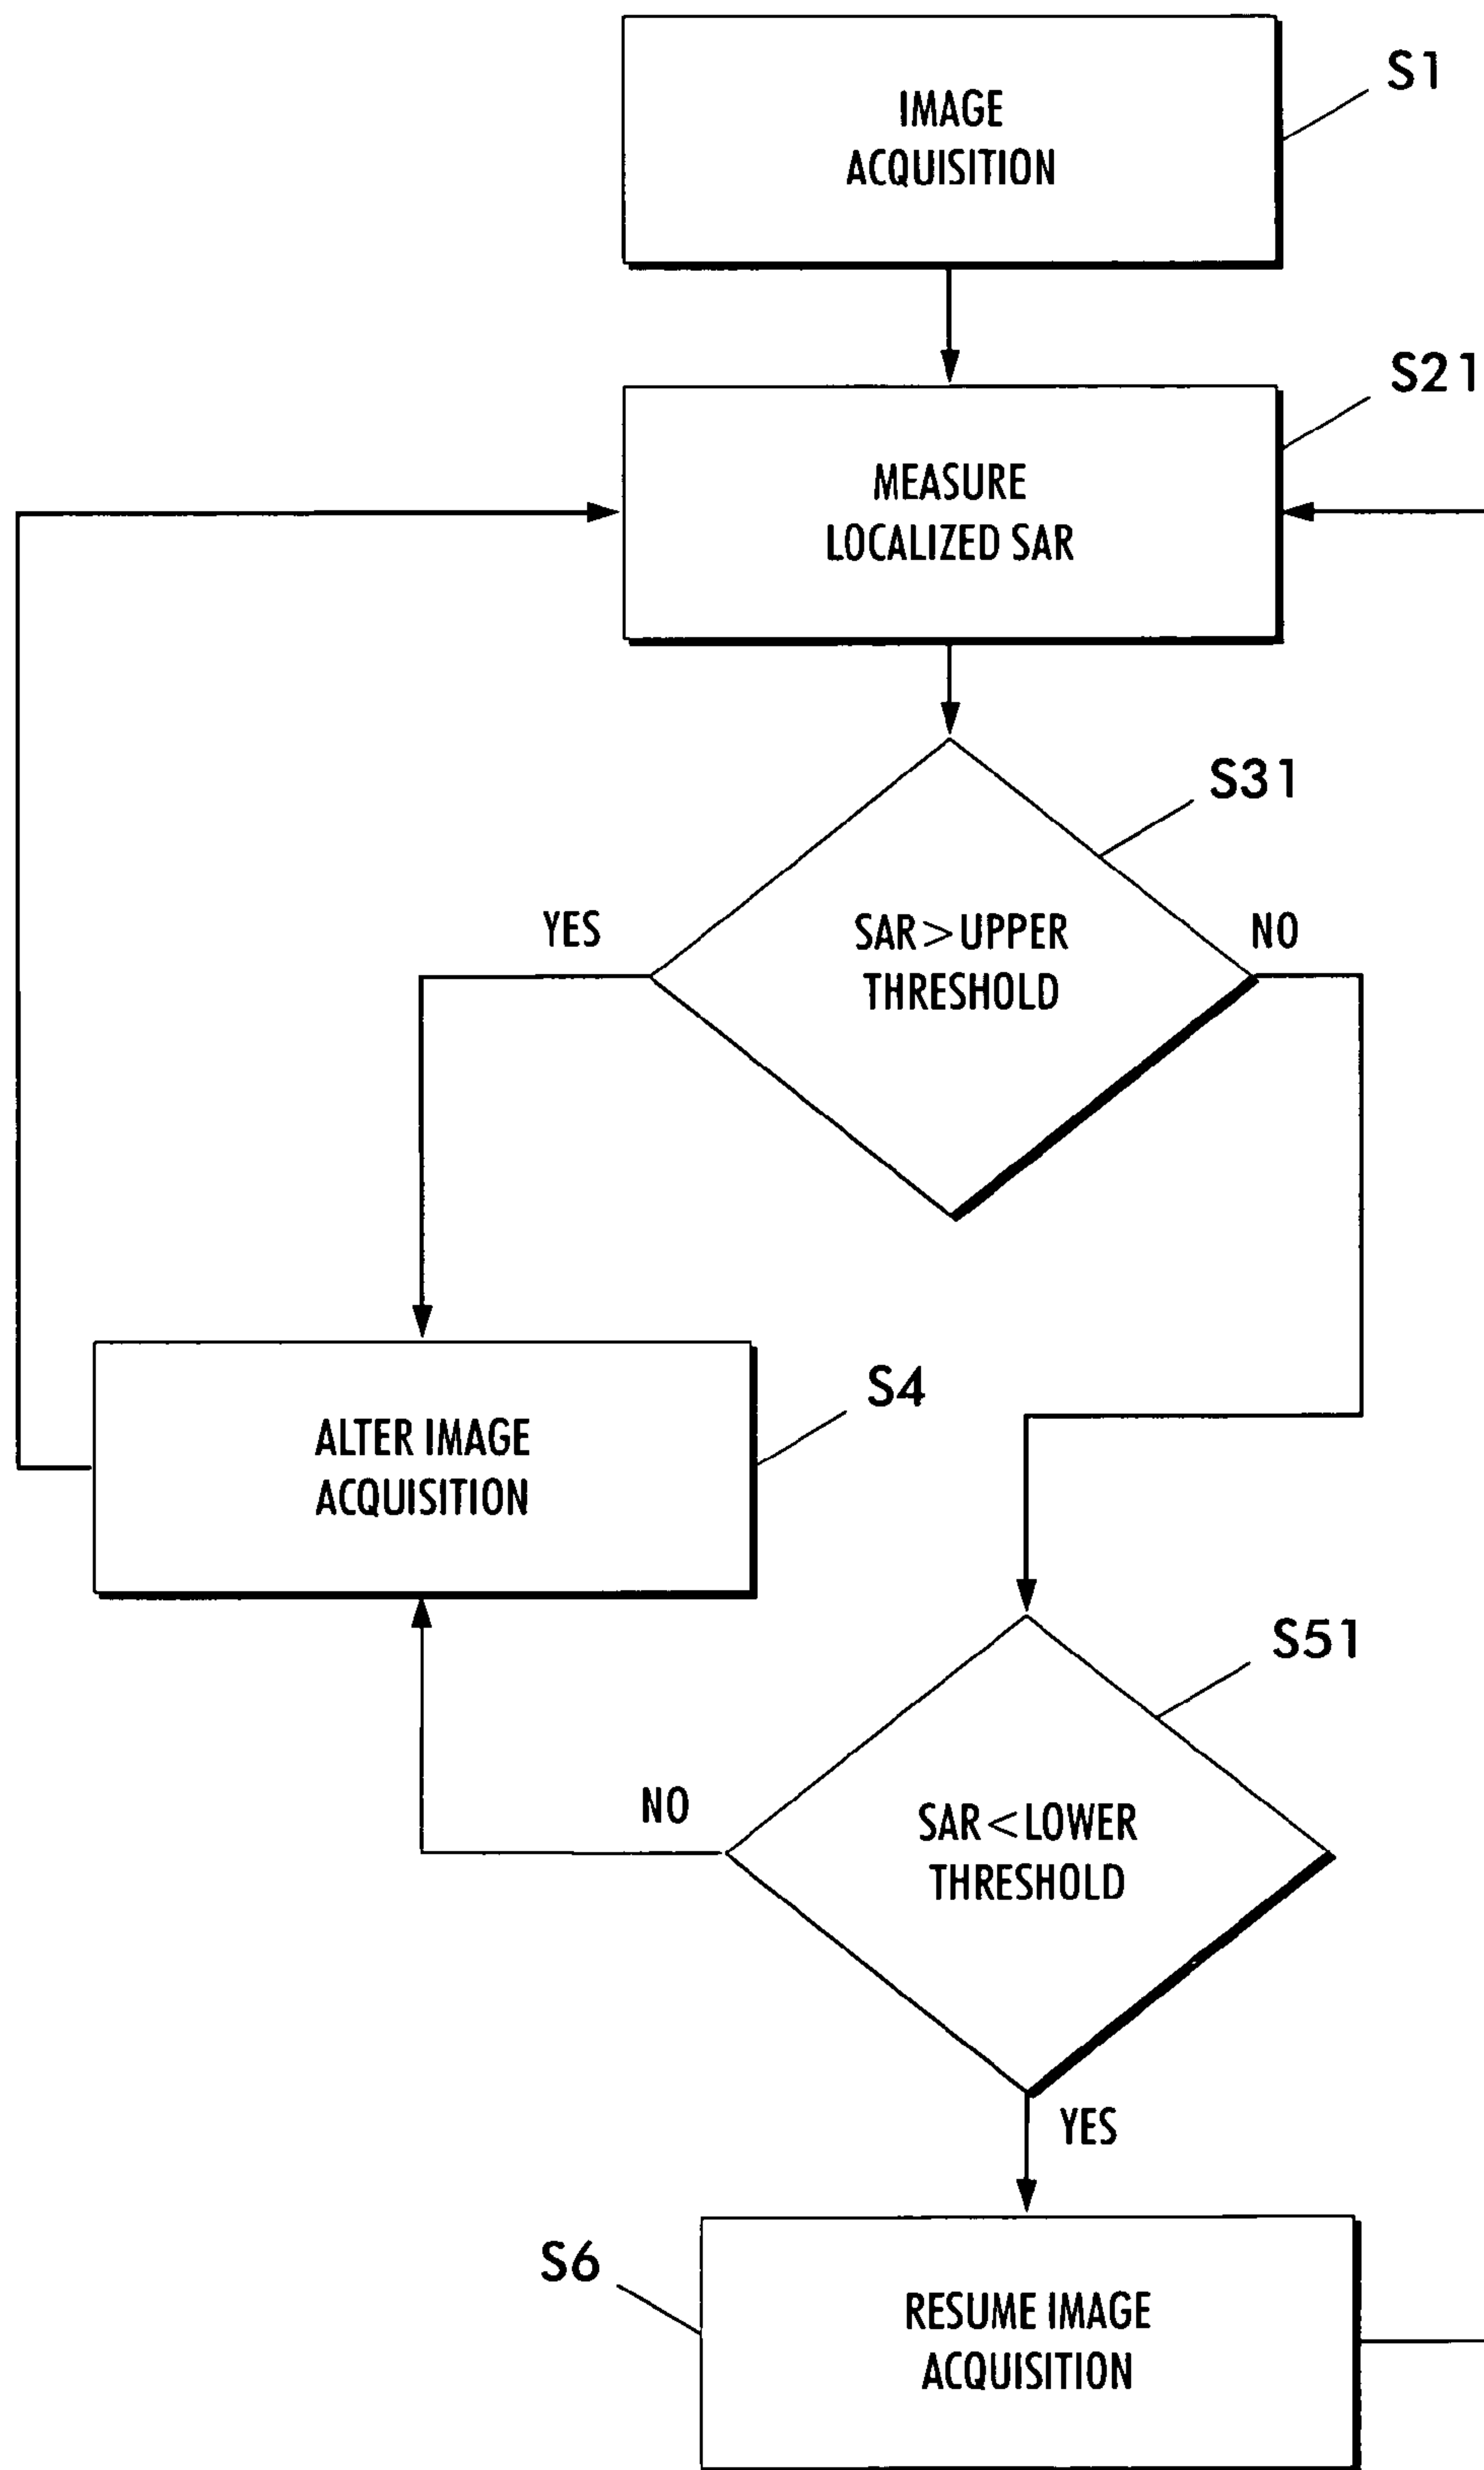 IMAGE
ACQUISITION
S1
MEASURE
LOCALIZED SAR
S21
SAR>UPPER
THRESHOLD
S31
YES
NO
ALTER IMAGE
ACQUISITION
S4
SAR<LOWER
THRESHOLD
S51
NO
YES
RESUME IMAGE
ACQUISITION
S6